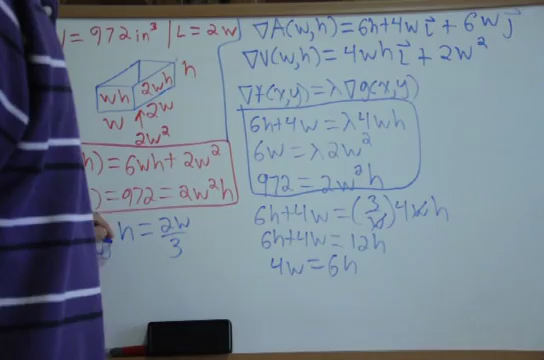 V = 972 in³ | L = 2w
h
wh
2wh
w
2w
2w²
h) = 6wh + 2w²
) = 972 = 2w²h
h = 2w/3
∇A(w,h) = 6h+4w i + 6w j
∇V(w,h) = 4wh i + 2w²
∇f(x,y) = λ∇g(x,y)
6h+4w = λ4wh
6w = λ2w²
972 = 2w²h
6h+4w = (3/w)4wh
6h+4w = 12h
4w = 6h